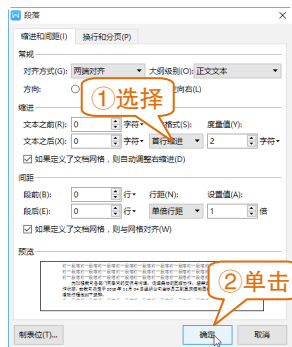 段落
缩进和间距(I) 换行和分页(P)
常规
对齐方式(G): 两端对齐 大纲级别(O): 正文文本
方向: 向右(L)
①选择
缩进
文本之前(R): 0 字符 格式(S): 度量值(Y):
文本之后(X): 0 字符 首行缩进 2 字符
如果定义了文档网格，则自动调整右缩进(D)
间距
段前(B): 0 行 行距(N): 设置值(A):
段后(E): 0 行 单倍行距 1 倍
如果定义了文档网格，则与网格对齐(W)
预览
②单击
制表位(T)... 确定 取消